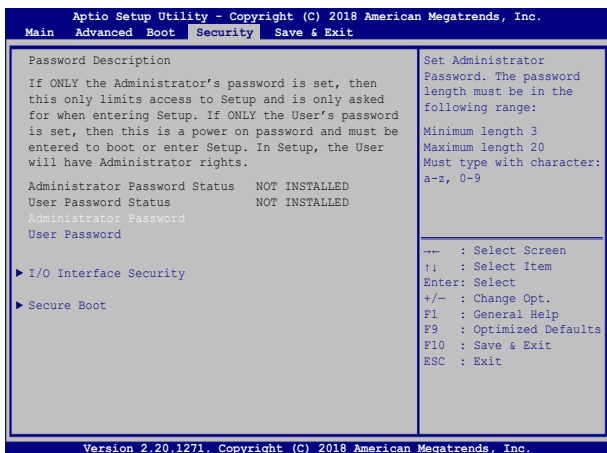 Aptio Setup Utility - Copyright (C) 2018 American Megatrends, Inc.
Main Advanced Boot Security Save & Exit
Password Description
If ONLY the Administrator's password is set, then
this only limits access to Setup and is only asked
for when entering Setup. If ONLY the User's password
is set, then this is a power on password and must be
entered to boot or enter Setup. In Setup, the User
will have Administrator rights.
Administrator Password Status NOT INSTALLED
User Password Status NOT INSTALLED
Administrator Password
User Password
► I/O Interface Security
► Secure Boot
Set Administrator
Password. The password
length must be in the
following range:
Minimum length 3
Maximum length 20
Must type with character:
a-z, 0-9
→← : Select Screen
↑↓ : Select Item
Enter: Select
+/— : Change Opt.
F1 : General Help
F9 : Optimized Defaults
F10 : Save & Exit
ESC : Exit
Version 2.20.1271. Copyright (C) 2018 American Megatrends, Inc.